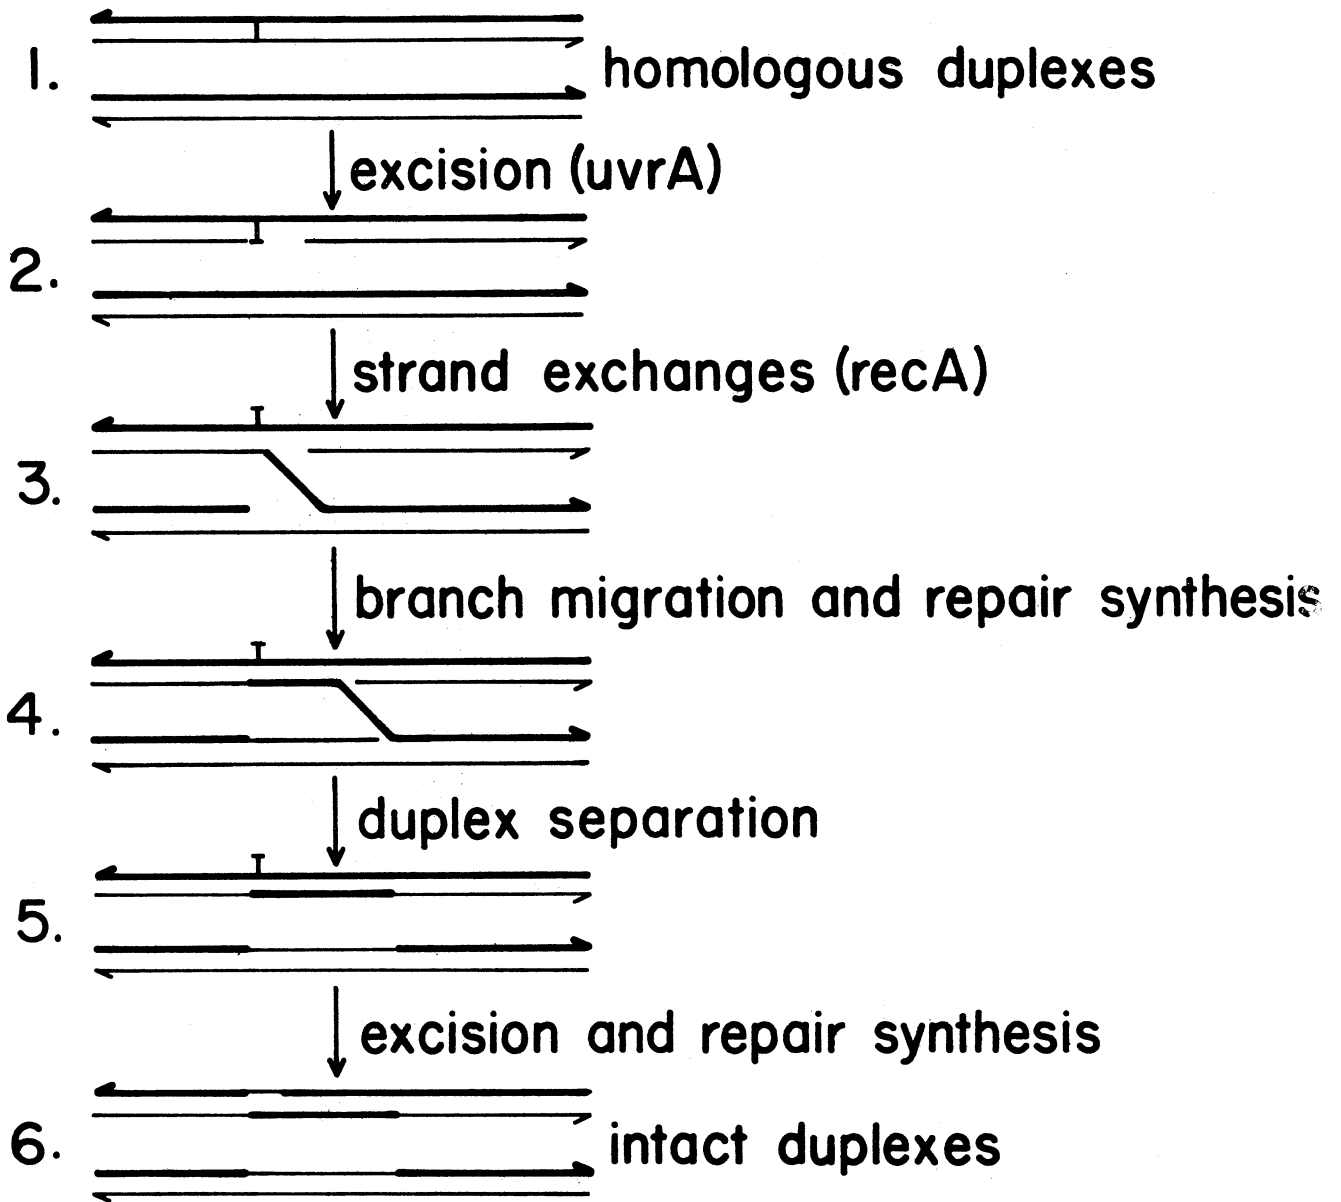 1. homologous duplexes
excision (uvrA)
2.
strand exchanges (recA)
3.
branch migration and repair synthesis
4.
duplex separation
5.
excision and repair synthesis
6. intact duplexes